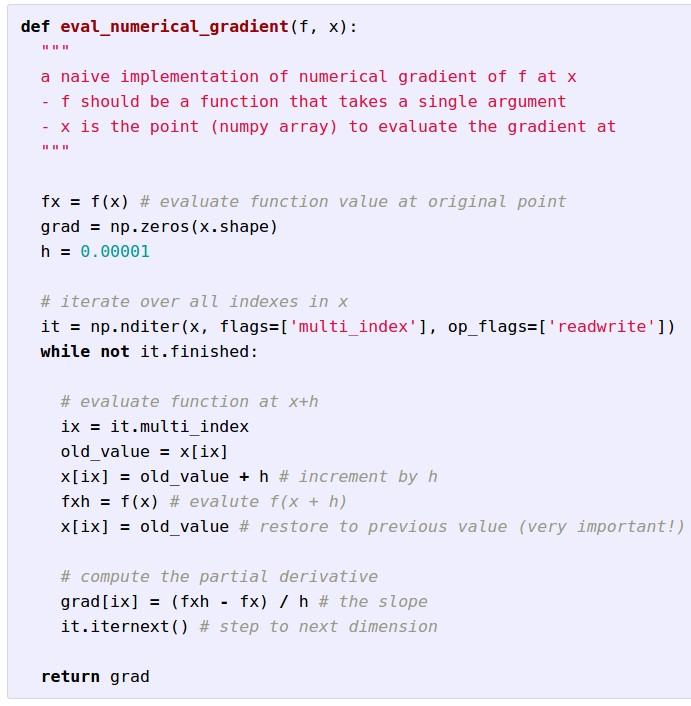 def eval_numerical_gradient(f, x):
  """
  a naive implementation of numerical gradient of f at x
  - f should be a function that takes a single argument
  - x is the point (numpy array) to evaluate the gradient at
  """

  fx = f(x) # evaluate function value at original point
  grad = np.zeros(x.shape)
  h = 0.00001

  # iterate over all indexes in x
  it = np.nditer(x, flags=['multi_index'], op_flags=['readwrite'])
  while not it.finished:

    # evaluate function at x+h
    ix = it.multi_index
    old_value = x[ix]
    x[ix] = old_value + h # increment by h
    fxh = f(x) # evalute f(x + h)
    x[ix] = old_value # restore to previous value (very important!)

    # compute the partial derivative
    grad[ix] = (fxh - fx) / h # the slope
    it.iternext() # step to next dimension

  return grad